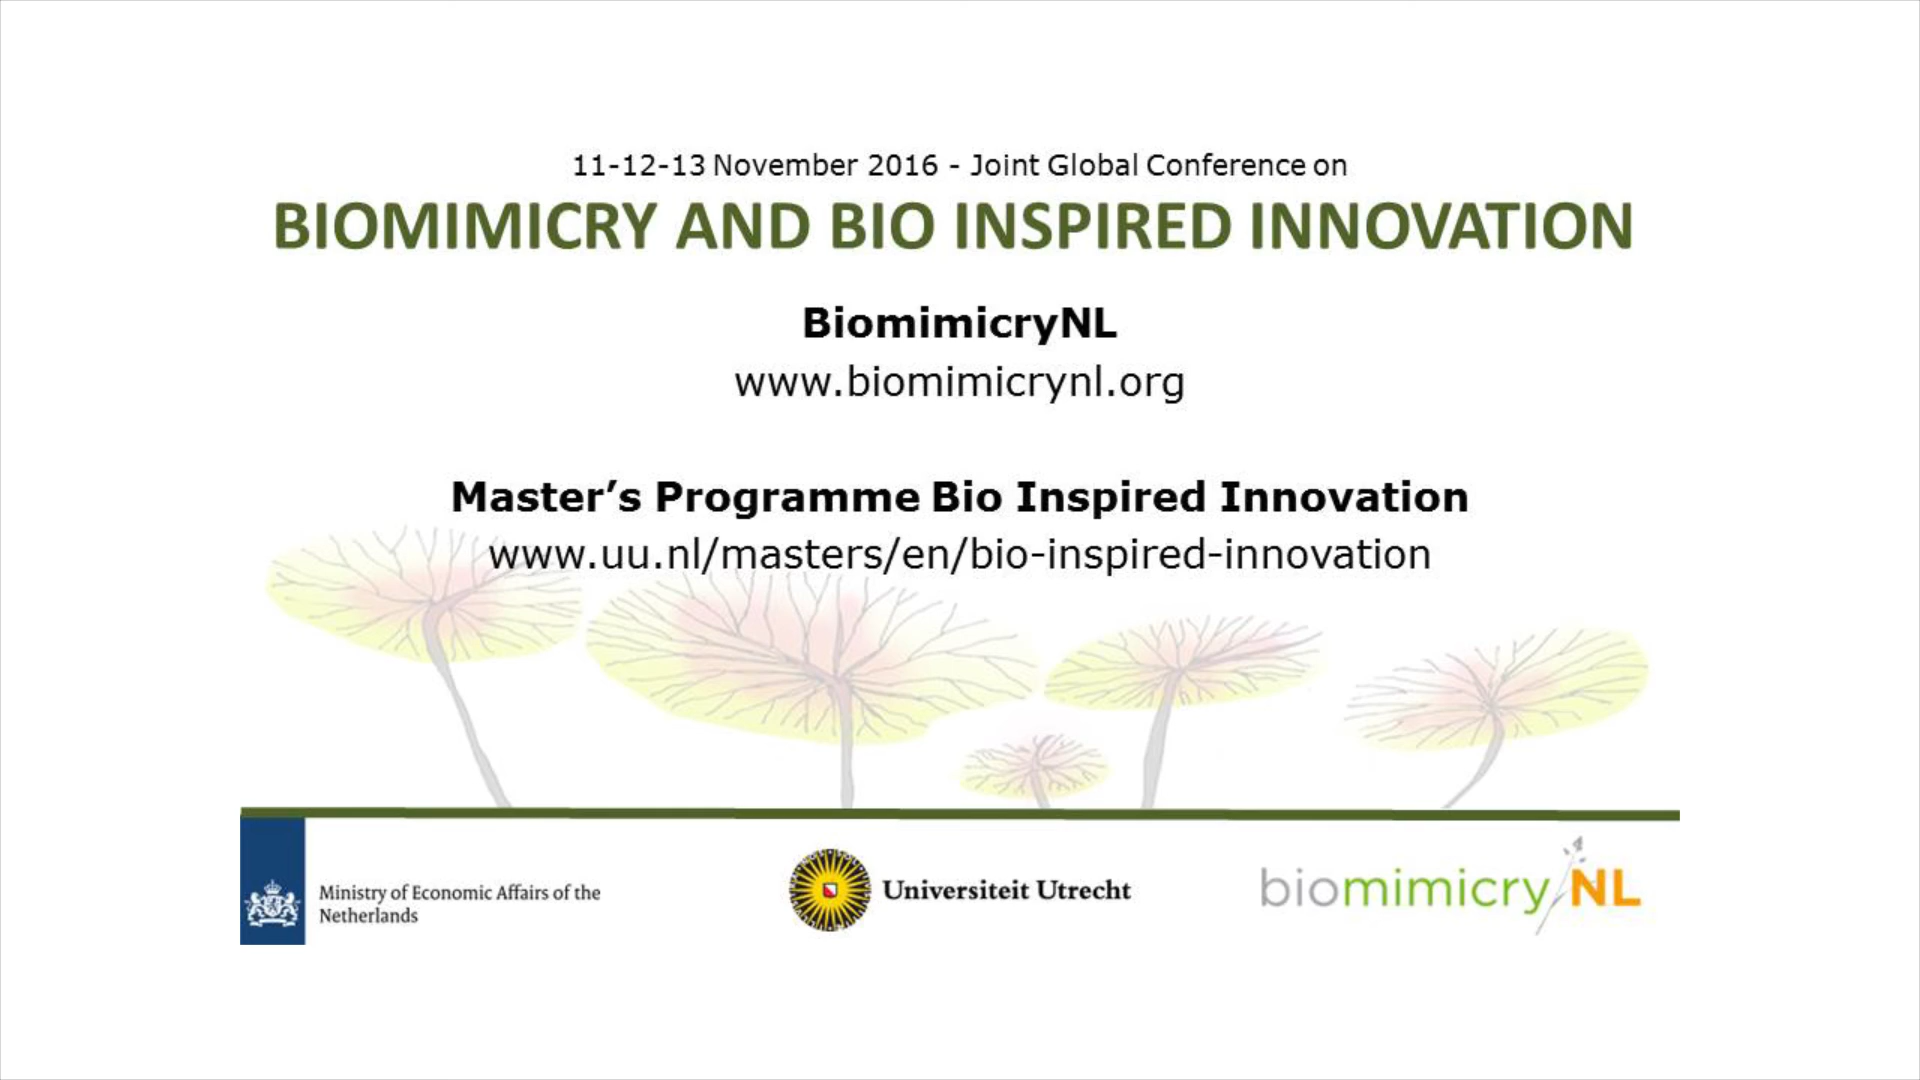 11-12-13 November 2016 - Joint Global Conference on
BIOMIMICRY AND BIO INSPIRED INNOVATION
BiomimicryNL
www.biomimicrynl.org
Master’s Programme Bio Inspired Innovation
www.uu.nl/masters/en/bio-inspired-innovation
Ministry of Economic Affairs of the
Netherlands
Universiteit Utrecht
biomimicry NL